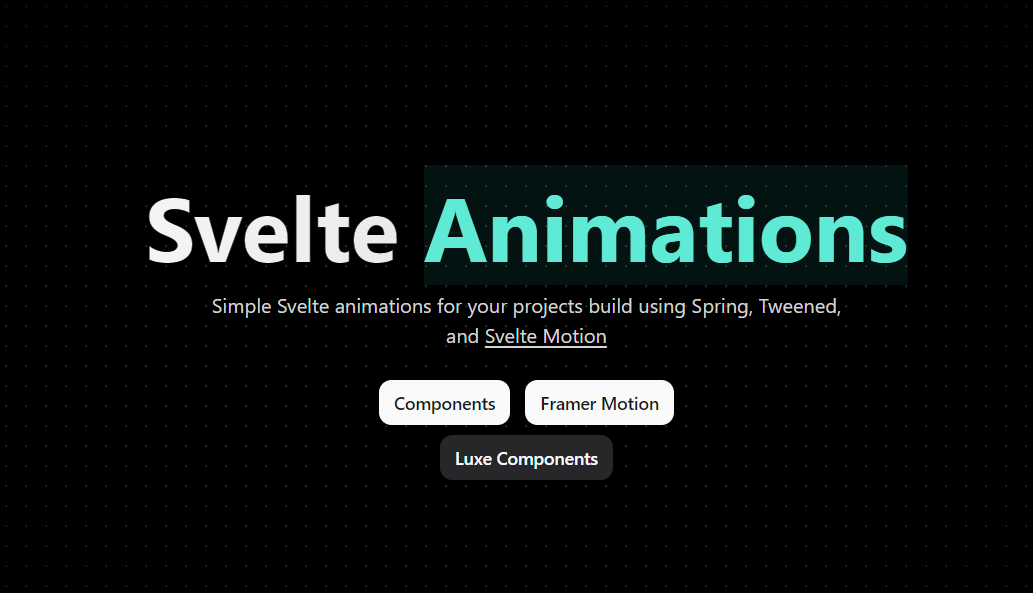 Svelte Animations
Simple Svelte animations for your projects build using Spring, Tweened,
and Svelte Motion
Components
Framer Motion
Luxe Components